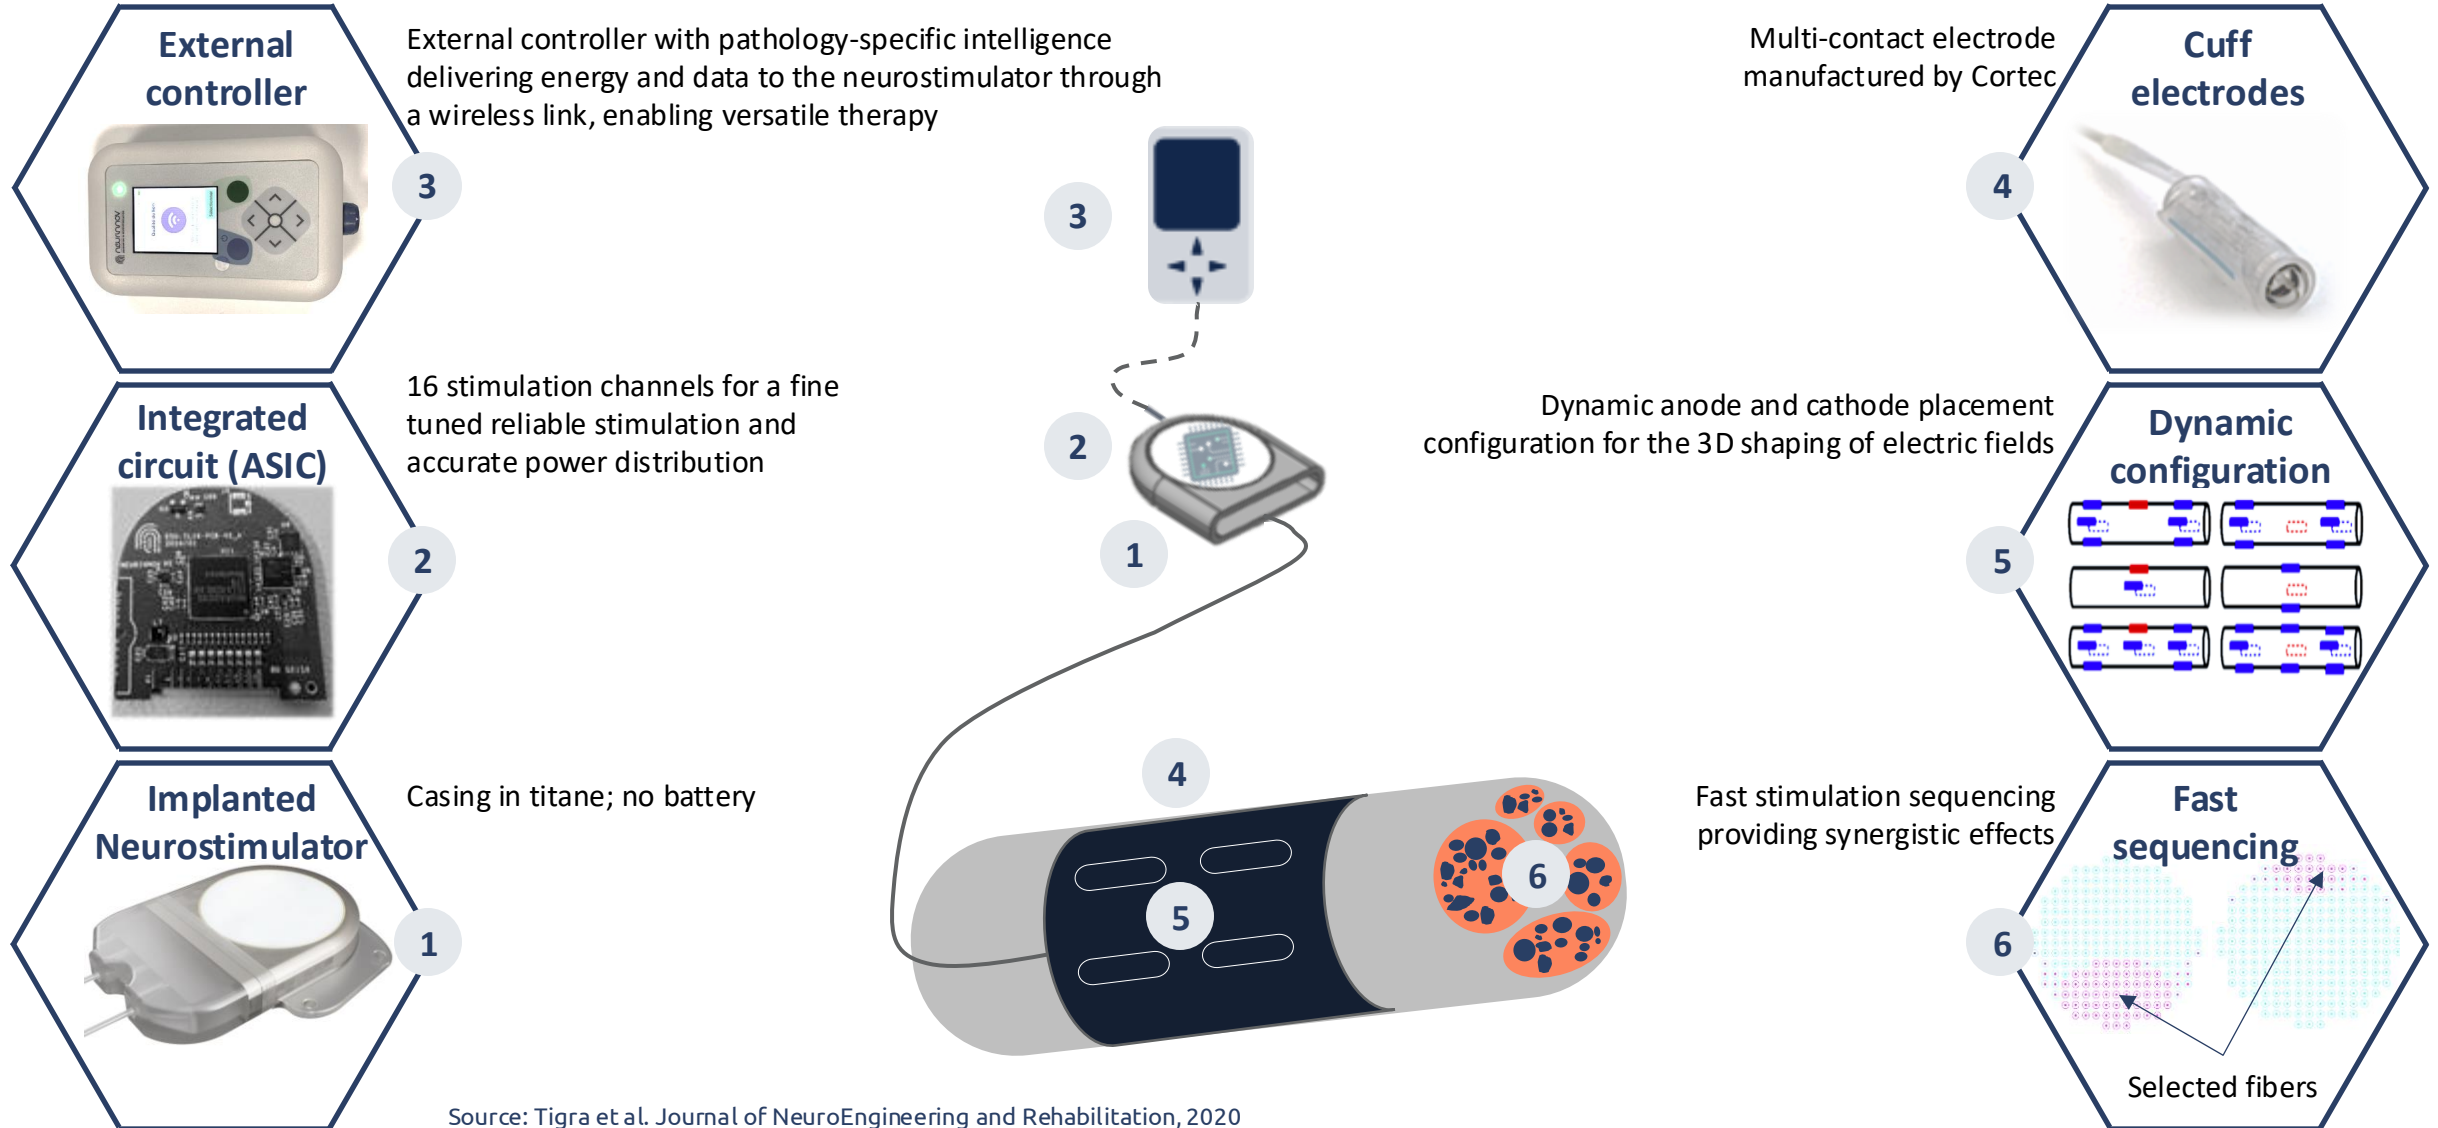 External
controller
External controller with pathology-specific intelligence
delivering energy and data to the neurostimulator through
a wireless link, enabling versatile therapy
3
Integrated
circuit (ASIC)
16 stimulation channels for a fine
tuned reliable stimulation and
accurate power distribution
2
Implanted
Neurostimulator
Casing in titane; no battery
1
3
2
1
4
5
6
Multi-contact electrode
manufactured by Cortec
Cuff
electrodes
4
Dynamic anode and cathode placement
configuration for the 3D shaping of electric fields
Dynamic
configuration
5
Fast stimulation sequencing
providing synergistic effects
Fast
sequencing
6
Selected fibers
Source: Tigra et al. Journal of NeuroEngineering and Rehabilitation, 2020